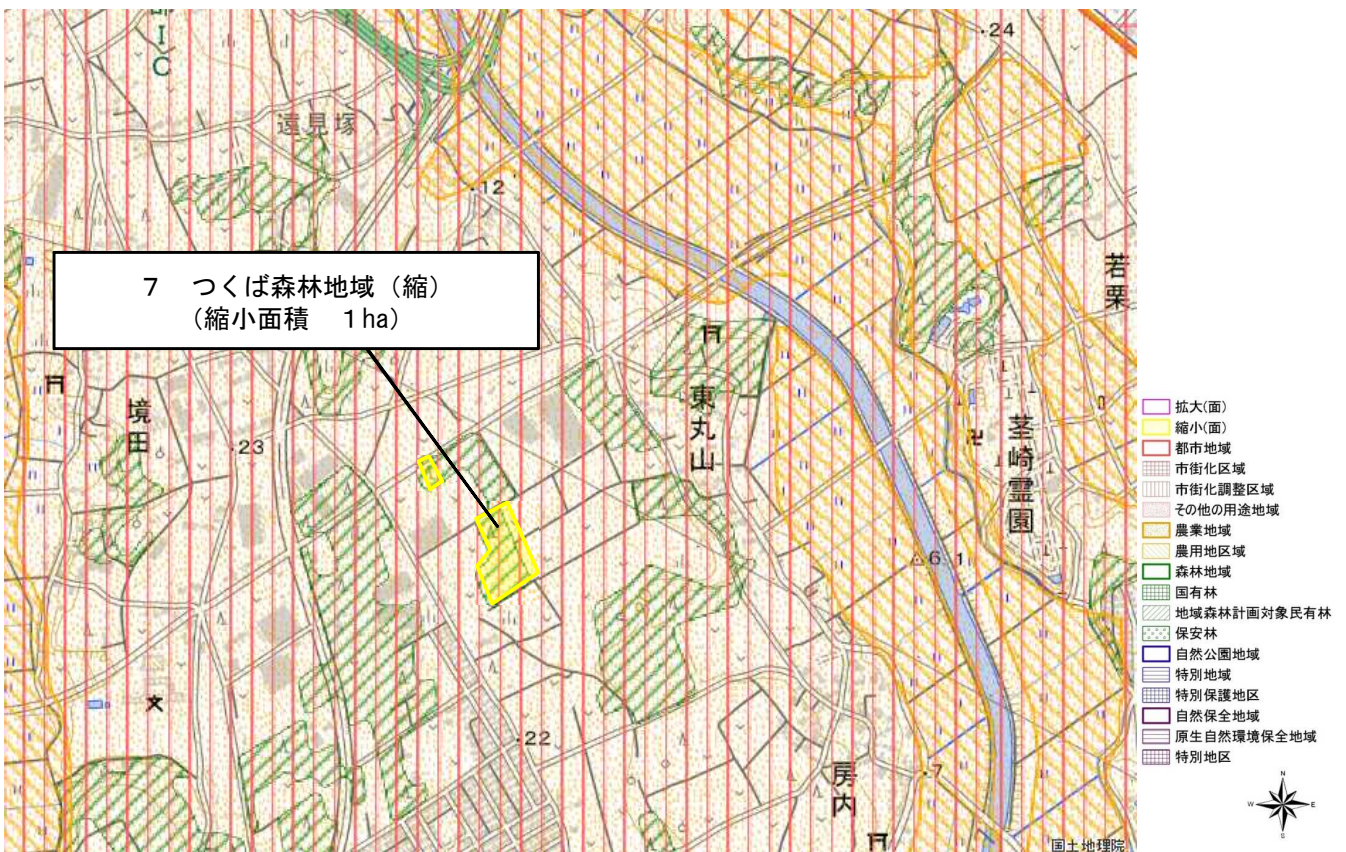 IC
・24
遠見塚
・12
若栗
7　つくば森林地域（縮）
（縮小面積　1ha）
境田
・23
東丸山
茎崎霊園
6.1
・22
・7
房内
国土地理院
拡大(面)
縮小(面)
都市地域
市街化区域
市街化調整区域
その他の用途地域
農業地域
農用地区域
森林地域
国有林
地域森林計画対象民有林
保安林
自然公園地域
特別地域
特別保護地区
自然保全地域
原生自然環境保全地域
特別地区
N
W E
S